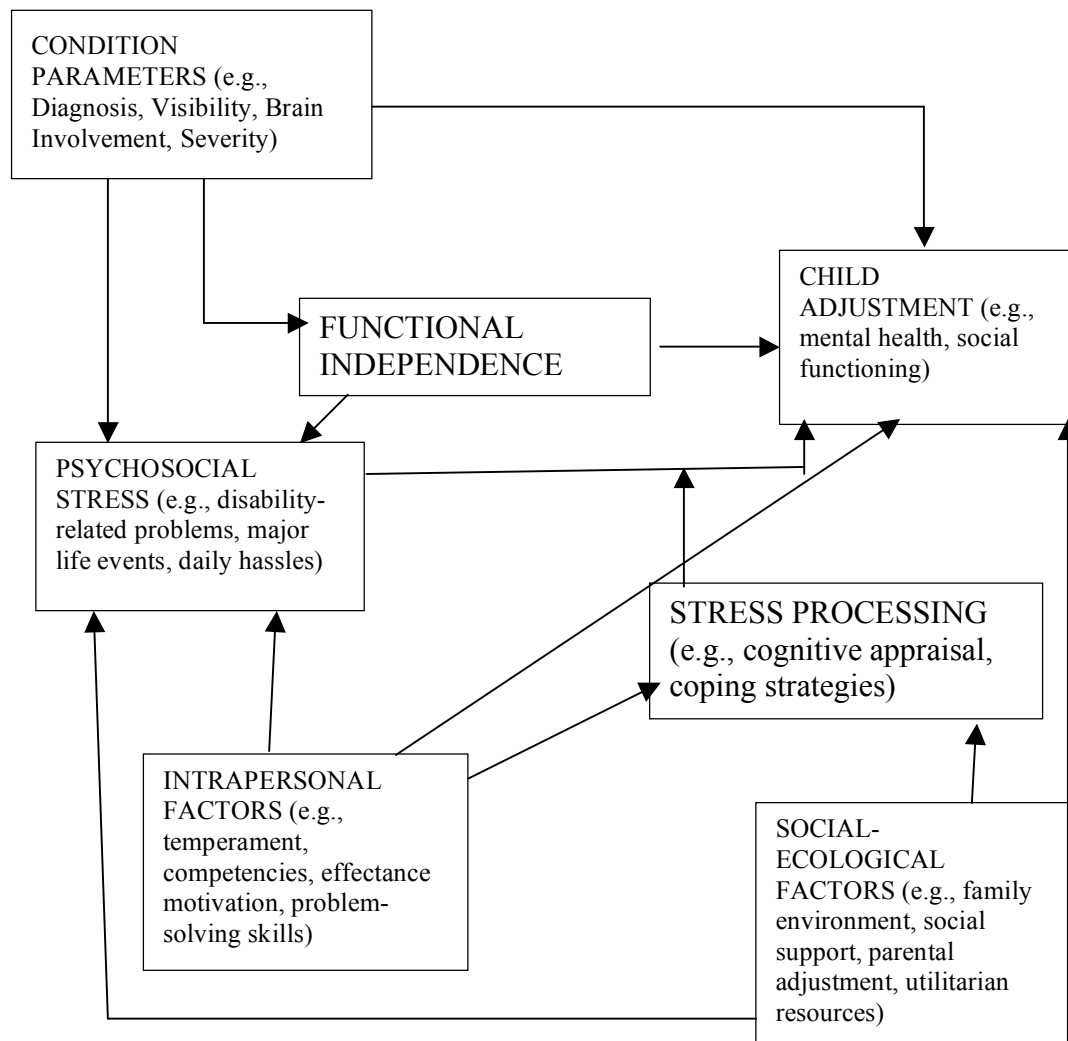 CONDITION
PARAMETERS (e.g.,
Diagnosis, Visibility, Brain
Involvement, Severity)
CHILD
ADJUSTMENT (e.g.,
mental health, social
functioning)
FUNCTIONAL
INDEPENDENCE
PSYCHOSOCIAL
STRESS (e.g., disability-
related problems, major
life events, daily hassles)
STRESS PROCESSING
(e.g., cognitive appraisal,
coping strategies)
INTRAPERSONAL
FACTORS (e.g.,
temperament,
competencies, effectance
motivation, problem-
solving skills)
SOCIAL-
ECOLOGICAL
FACTORS (e.g., family
environment, social
support, parental
adjustment, utilitarian
resources)